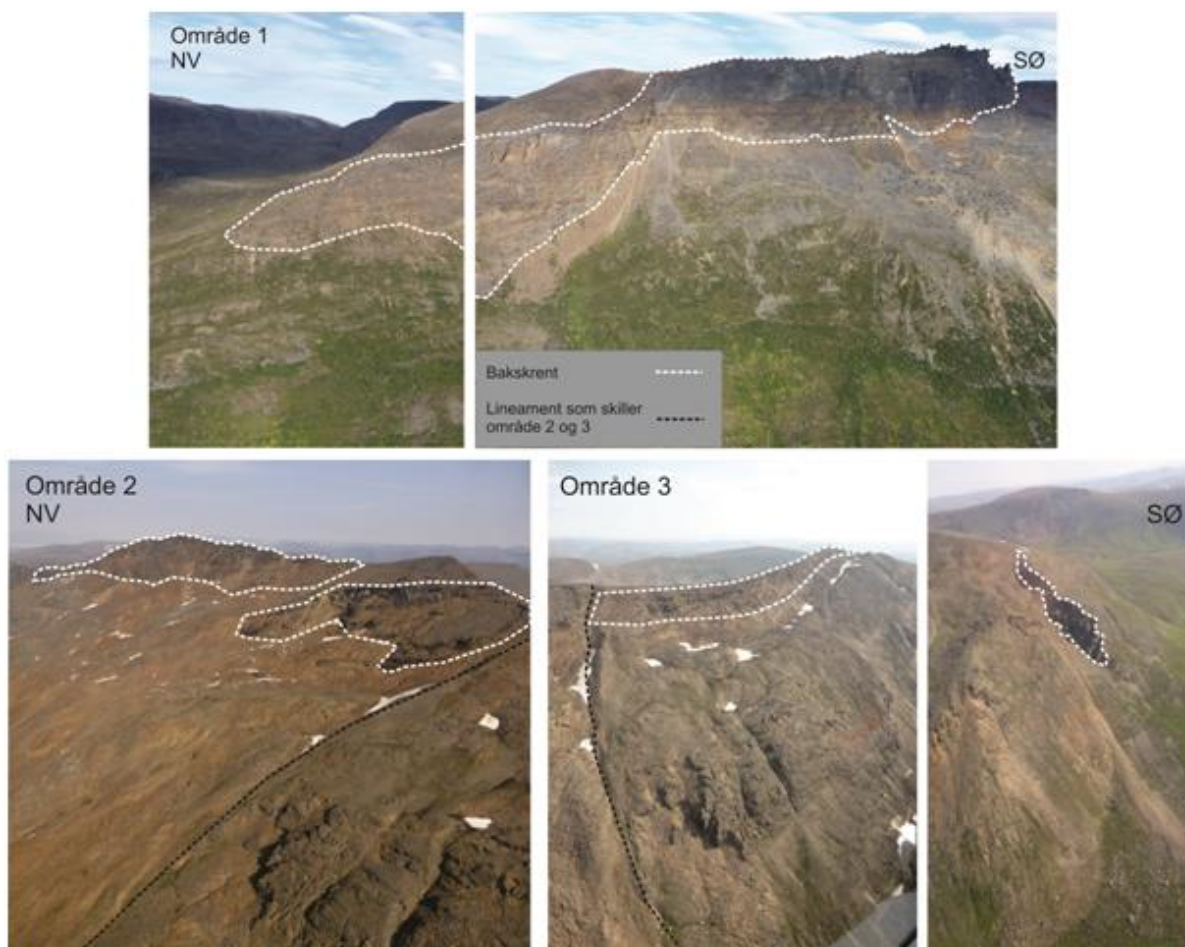 Område 1
NV
SØ
Bakskrent
Lineament som skiller
område 2 og 3
Område 2
NV
Område 3
SØ